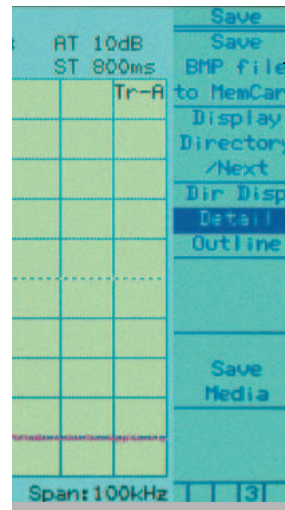 Save
AT 10dB
ST 800ms
Tr-A
Save
BMP file
to MemCar
Display
Directory
/Next
Dir Disp
Detail
Outline
Save
Media
Span:100kHz
3